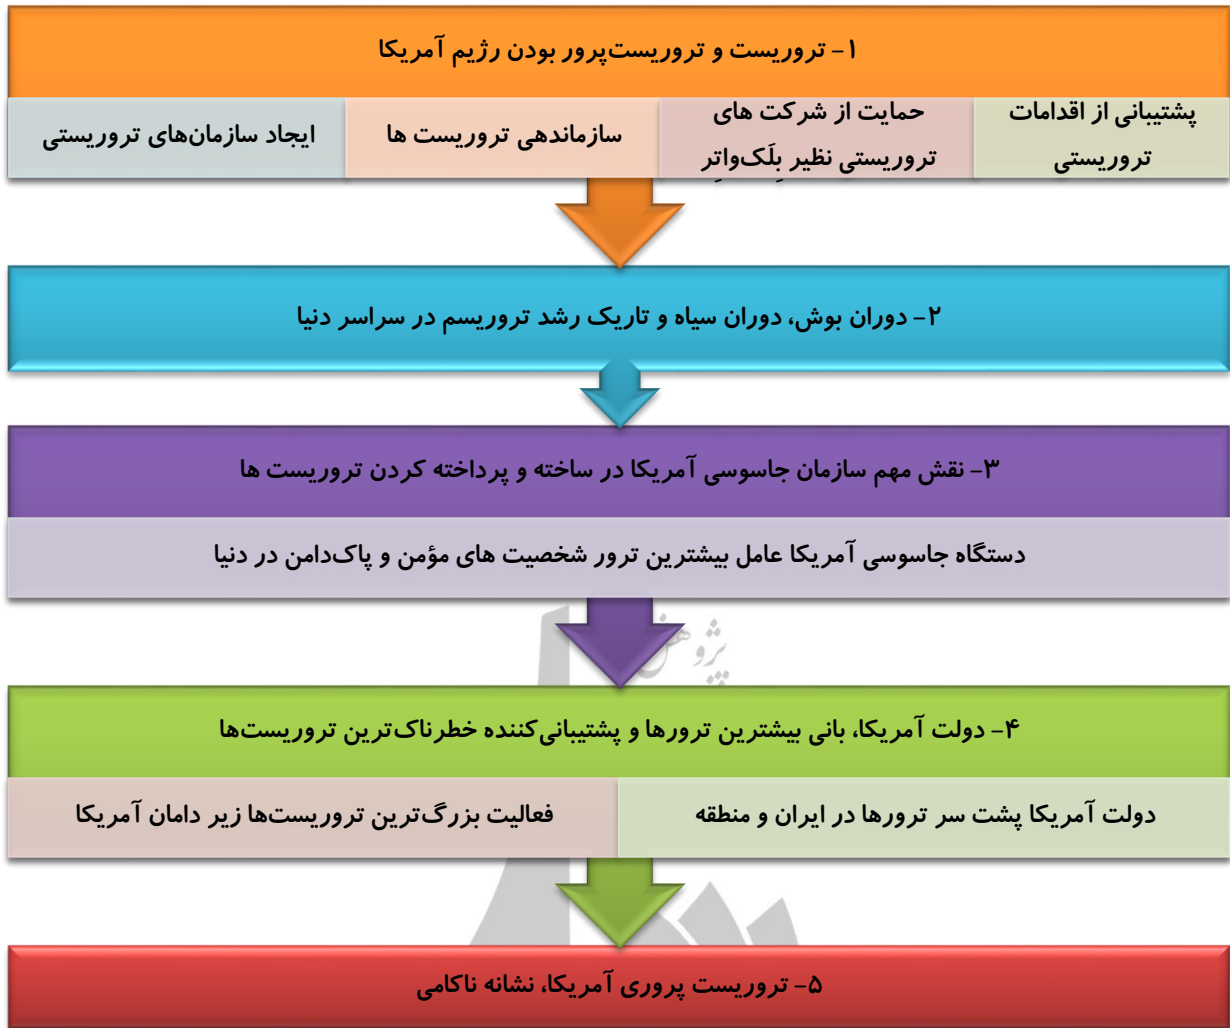 ۱- تروریست و تروریست‌پرور بودن رژیم آمریکا
پشتیبانی از اقدامات
تروریستی
حمایت از شرکت های
تروریستی نظیر بِلَک‌واتِر
سازماندهی تروریست ها
ایجاد سازمان‌های تروریستی
۲- دوران بوش، دوران سیاه و تاریک رشد تروریسم در سراسر دنیا
۳- نقش مهم سازمان جاسوسی آمریکا در ساخته و پرداخته کردن تروریست ها
دستگاه جاسوسی آمریکا عامل بیشترین ترور شخصیت های مؤمن و پاک‌دامن در دنیا
پژوهش
۴- دولت آمریکا، بانی بیشترین ترورها و پشتیبانی‌کننده خطرناک‌ترین تروریست‌ها
دولت آمریکا پشت سر ترورها در ایران و منطقه
فعالیت بزرگ‌ترین تروریست‌ها زیر دامان آمریکا
۵- تروریست پروری آمریکا، نشانه ناکامی